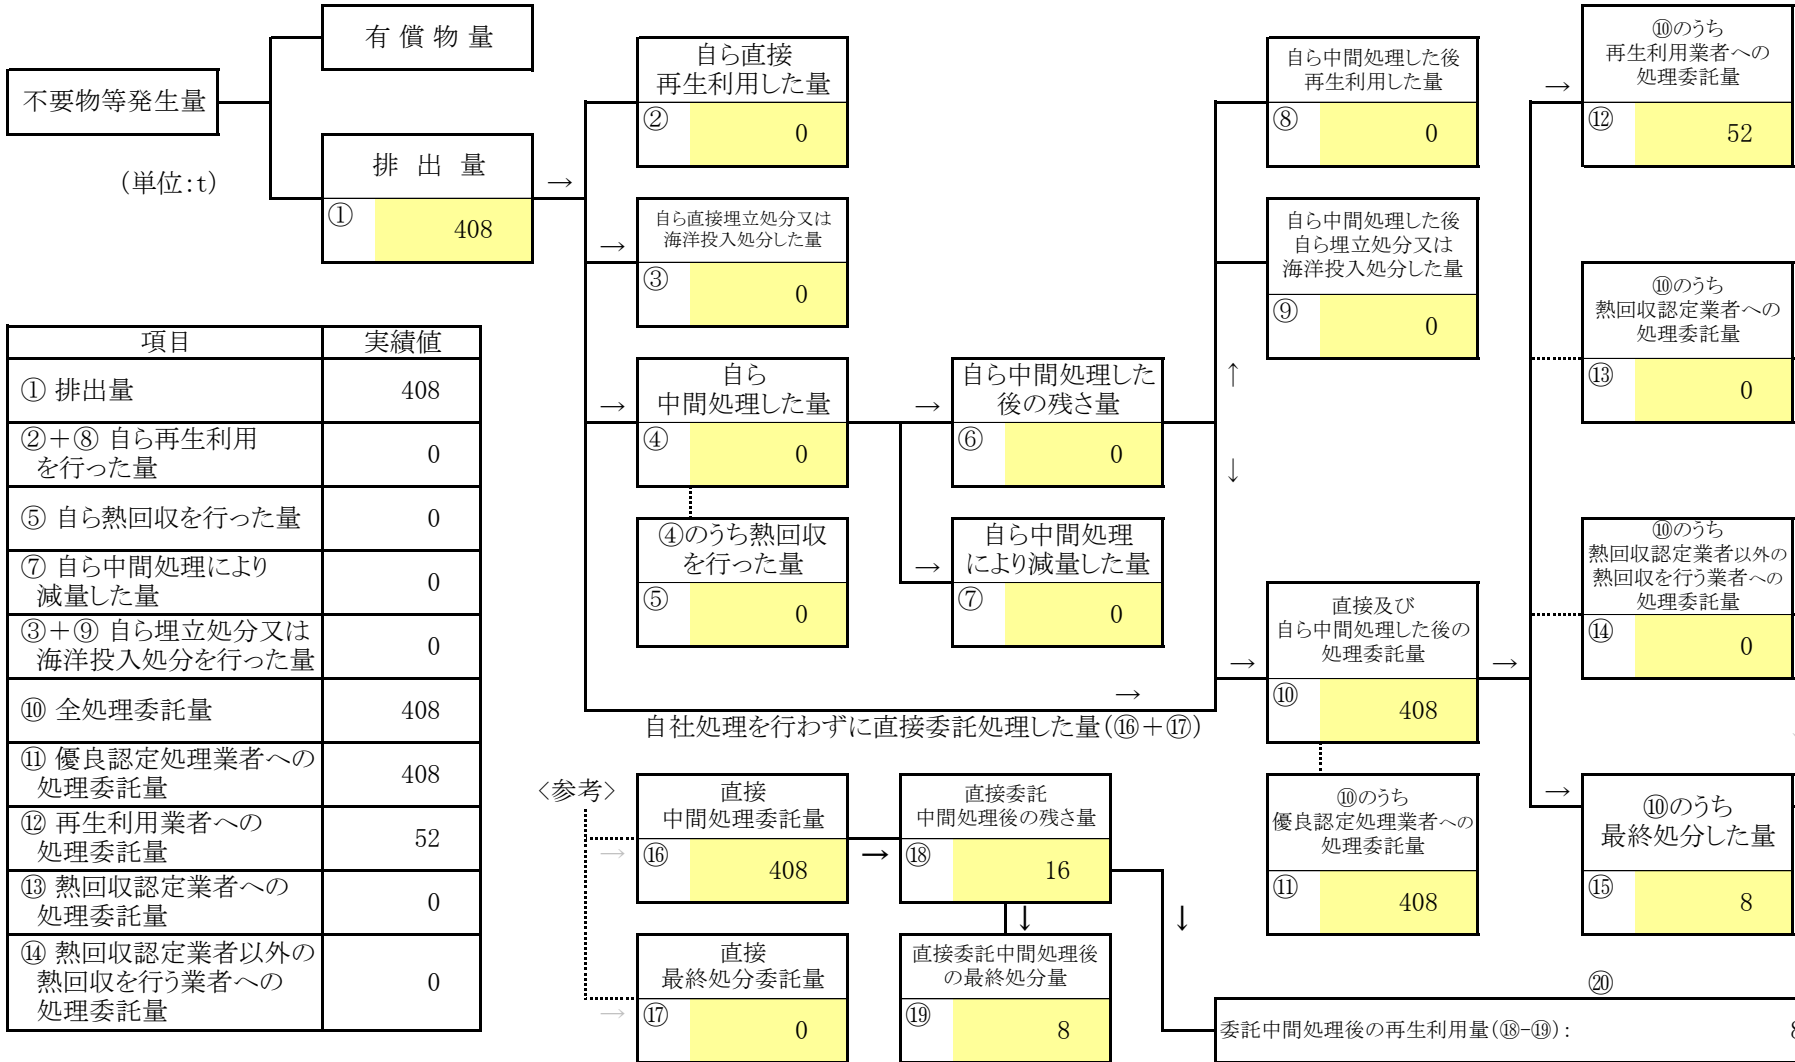 有 償 物 量
不要物等発生量
(単位:t)
排 出 量
→
①
408
自ら直接
再生利用した量
②
0
→
自ら直接埋立処分又は
海洋投入処分した量
③
0
→
自ら
中間処理した量
④
0
④のうち熱回収
を行った量
⑤
0
→
自ら中間処理した
後の残さ量
⑥
0
→
自ら中間処理
により減量した量
⑦
0
↑
↓
自ら中間処理した後
再生利用した量
⑧
0
自ら中間処理した後
自ら埋立処分又は
海洋投入処分した量
⑨
0
→
自社処理を行わずに直接委託処理した量(⑯+⑰)
→
直接及び
自ら中間処理した後の
処理委託量
⑩
408
→
⑩のうち
優良認定処理業者への
処理委託量
⑪
408
→
⑩のうち
再生利用業者への
処理委託量
⑫
52
⑩のうち
熱回収認定業者への
処理委託量
⑬
0
⑩のうち
熱回収認定業者以外の
熱回収を行う業者への
処理委託量
⑭
0
→
⑩のうち
最終処分した量
⑮
8
項目
実績値
① 排出量
408
②+⑧ 自ら再生利用
を行った量
0
⑤ 自ら熱回収を行った量
0
⑦ 自ら中間処理により
減量した量
0
③+⑨ 自ら埋立処分又は
海洋投入処分を行った量
0
⑩ 全処理委託量
408
⑪ 優良認定処理業者への
処理委託量
408
⑫ 再生利用業者への
処理委託量
52
⑬ 熱回収認定業者への
処理委託量
0
⑭ 熱回収認定業者以外の
熱回収を行う業者への
処理委託量
0
<参考>
→
直接
中間処理委託量
⑯
408
→
直接委託
中間処理後の残さ量
⑱
16
↓
↓
→
直接
最終処分委託量
⑰
0
直接委託中間処理後
の最終処分量
⑲
8
⑳
委託中間処理後の再生利用量(⑱-⑲):